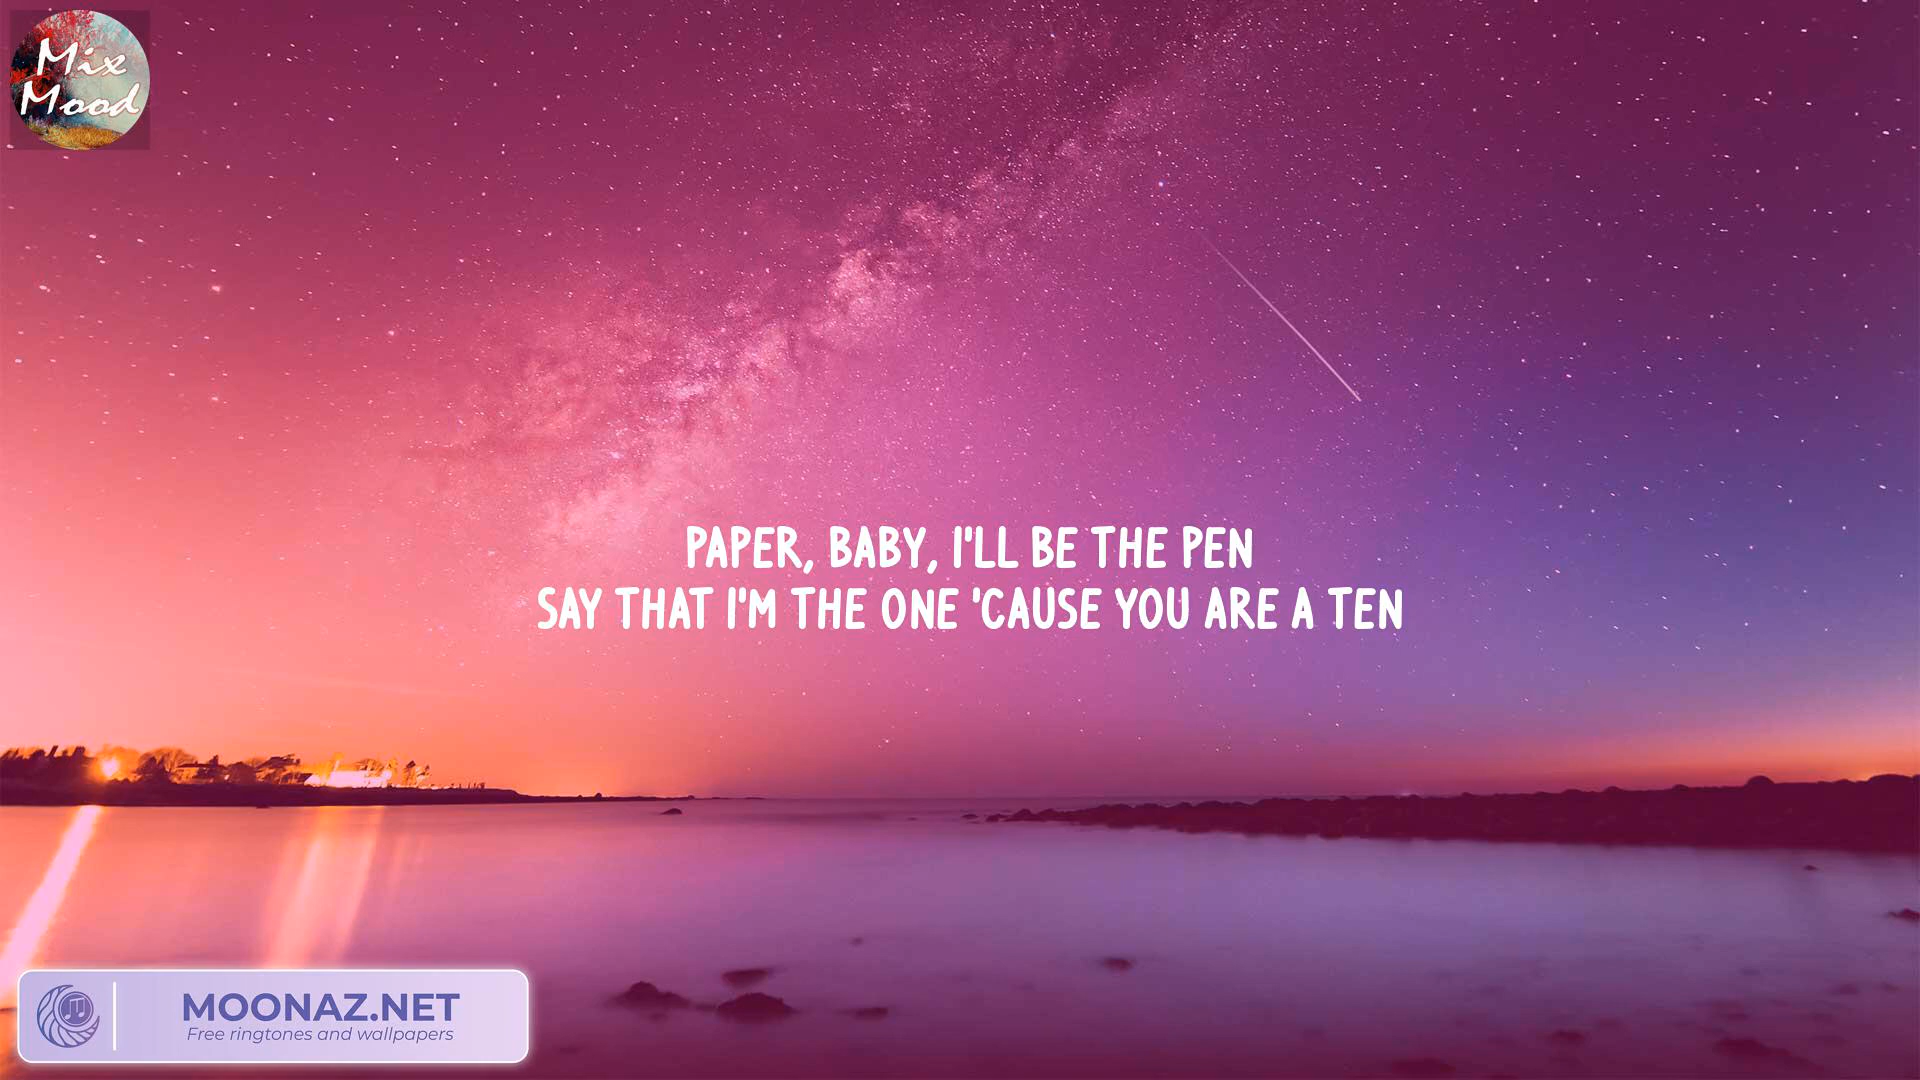 Mix
Mood
PAPER, BABY, I'LL BE THE PEN
SAY THAT I'M THE ONE 'CAUSE YOU ARE A TEN
MOONAZ.NET
Free ringtones and wallpapers